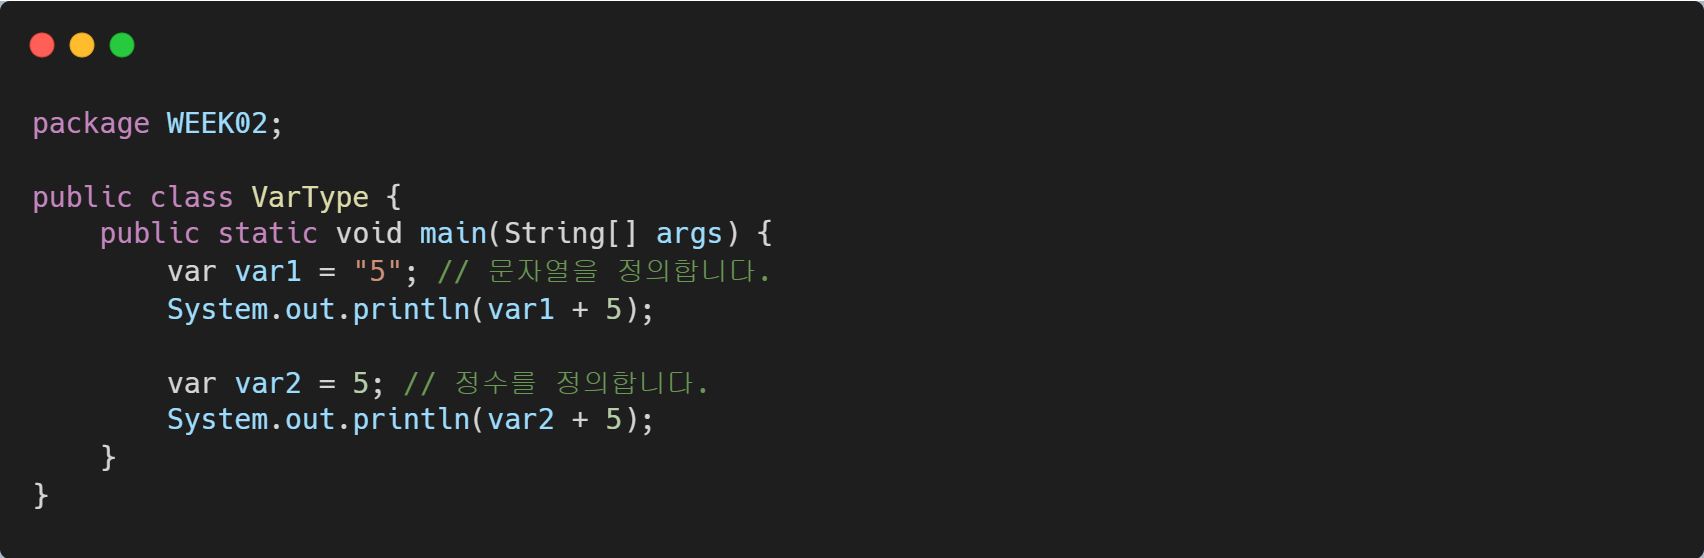 package WEEK02;
public class VarType {
    public static void main(String[] args) {
        var var1 = "5"; // 문자열을 정의합니다.
        System.out.println(var1 + 5);
        var var2 = 5; // 정수를 정의합니다.
        System.out.println(var2 + 5);
    }
}